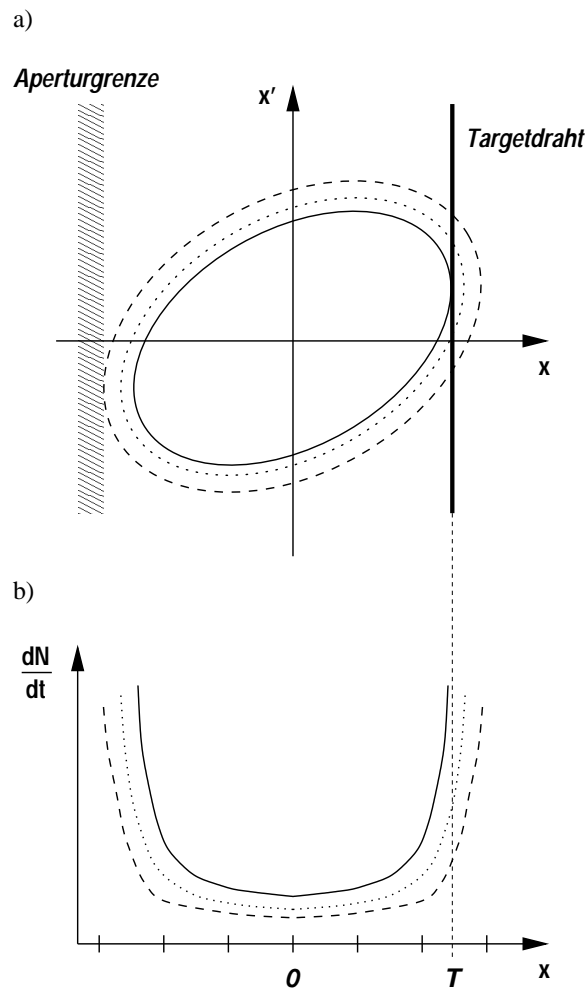 a)
Aperturgrenze
x′
Targetdraht
x
b)
dN
dt
0
T
x